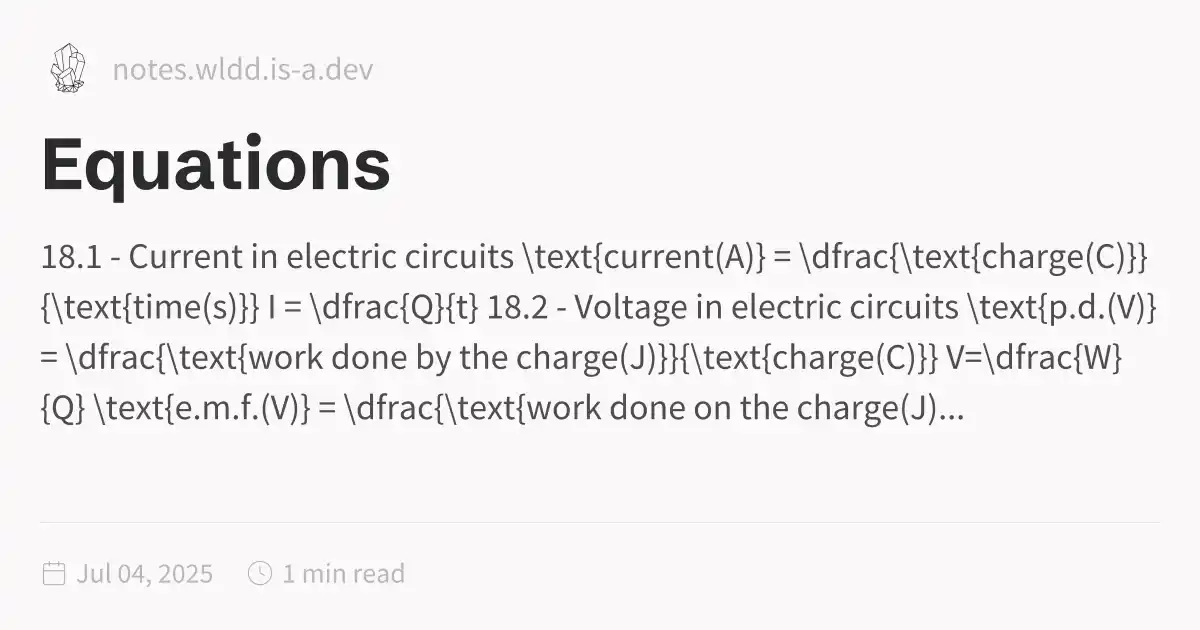 notes.wldd.is-a.dev
Equations
18.1 - Current in electric circuits \text{current(A)} = \dfrac{\text{charge(C)}}
{\text{time(s)}} I = \dfrac{Q}{t} 18.2 - Voltage in electric circuits \text{p.d.(V)}
= \dfrac{\text{work done by the charge(J)}}{\text{charge(C)}} V=\dfrac{W}
{Q} \text{e.m.f.(V)} = \dfrac{\text{work done on the charge(J)...
Jul 04, 2025 1 min read